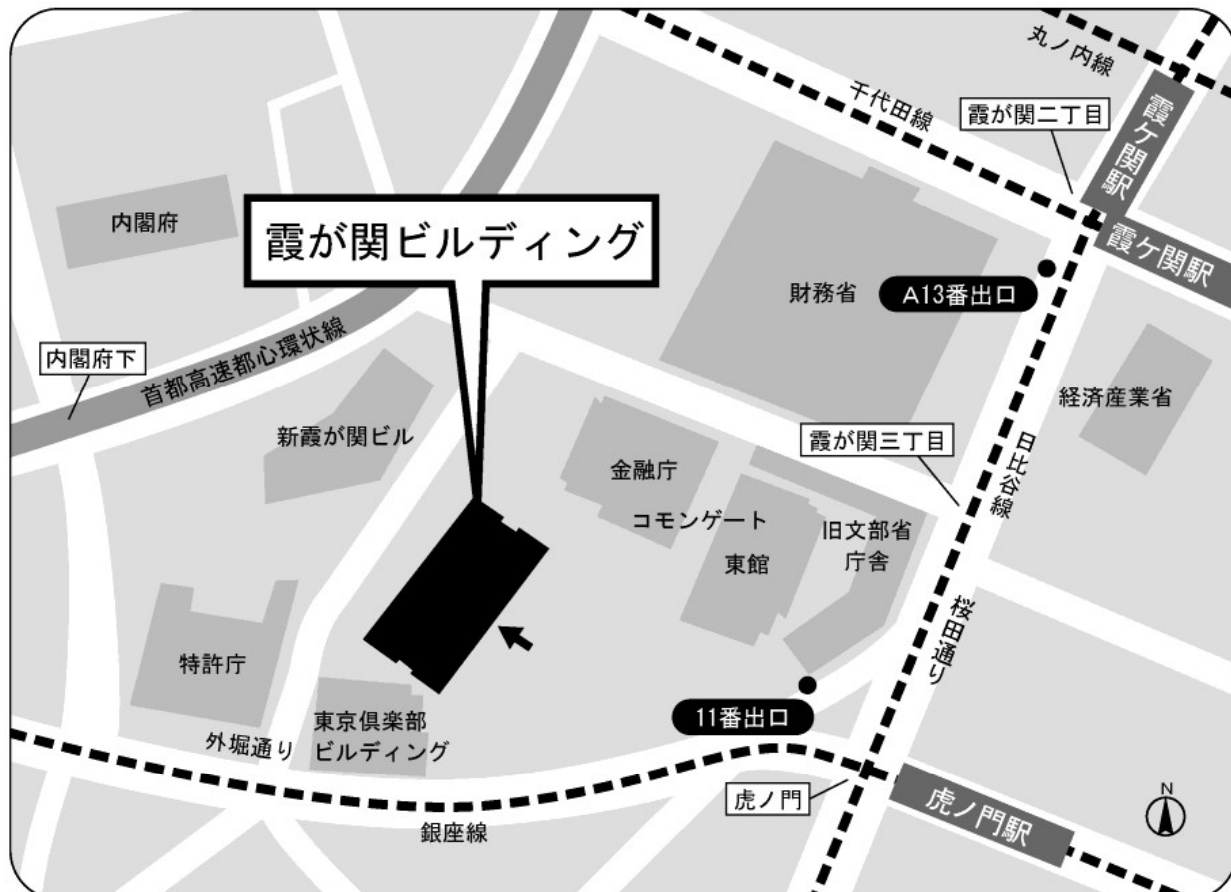 丸ノ内線
千代田線
霞が関二丁目
霞ケ関駅
霞ケ関駅
内閣府
霞が関ビルディング
財務省
A13番出口
内閣府下
首都高速都心環状線
経済産業省
新霞が関ビル
霞が関三丁目
日比谷線
金融庁
コモンゲート
東館
旧文部省
庁舎
桜田通り
特許庁
11番出口
東京倶楽部
ビルディング
外堀通り
虎ノ門
虎ノ門駅
銀座線
N